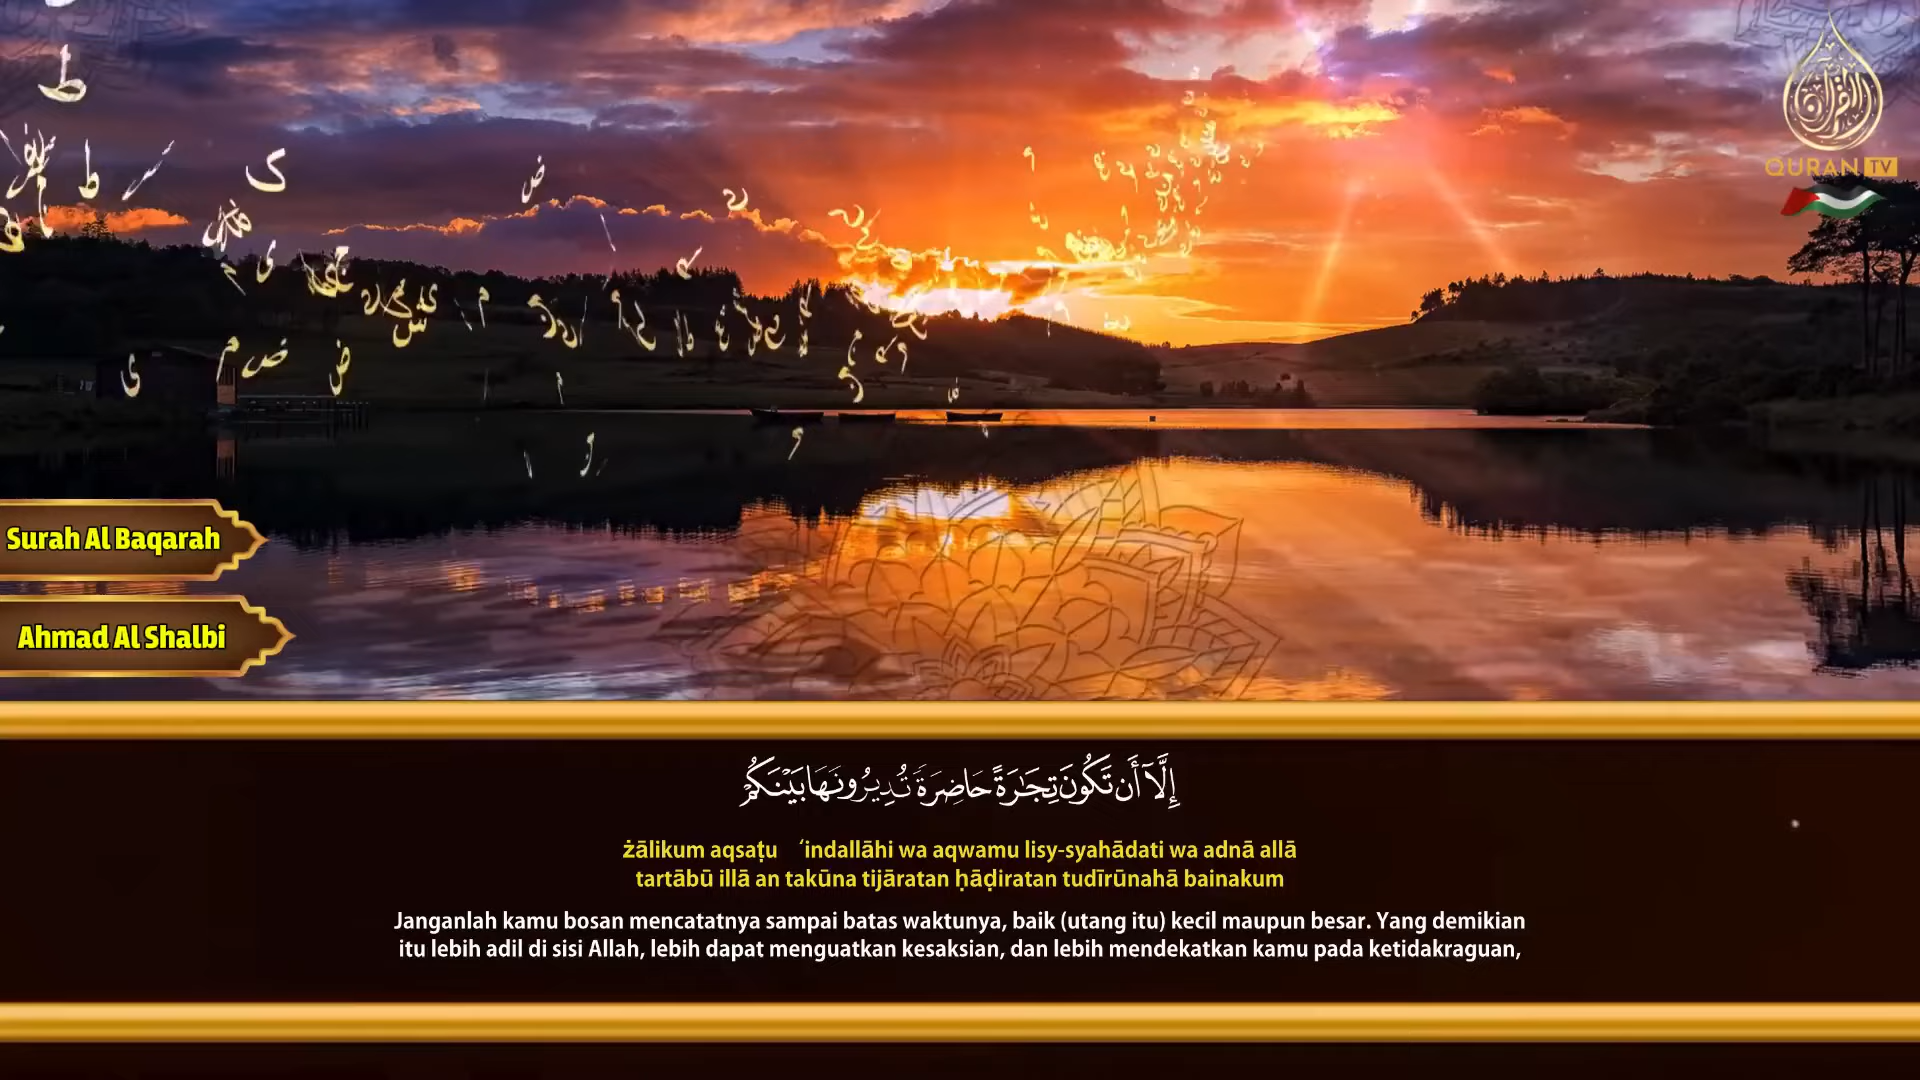 QURAN TV
Surah Al Baqarah
Ahmad Al Shalbi
إِلَّآ أَن تَكُونَ تِجَٰرَةً حَاضِرَةً تُدِيرُونَهَا بَيْنَكُمْ
żālikum aqsaṭu ‘indallāhi wa aqwamu lisy-syahādati wa adnā allā
tartābū illā an takūna tijāratan ḥāḍiratan tudīrūnahā bainakum
Janganlah kamu bosan mencatatnya sampai batas waktunya, baik (utang itu) kecil maupun besar. Yang demikian
itu lebih adil di sisi Allah, lebih dapat menguatkan kesaksian, dan lebih mendekatkan kamu pada ketidakraguan,